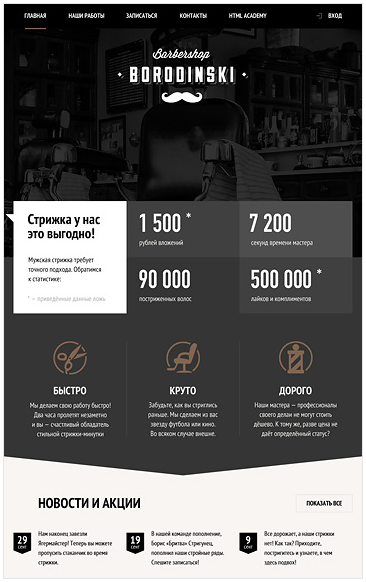 ГЛАВНАЯ НАШИ РАБОТЫ ЗАПИСАТЬСЯ КОНТАКТЫ HTML ACADEMY ВХОД
Barbershop
BORODINSKI
Стрижка у нас
это выгодно!
Мужская стрижка требует
точного подхода. Обратимся
к статистике:
* — приведённые данные ложь
1 500 *
рублей вложений
7 200
секунд времени мастера
90 000
постриженных волос
500 000 *
лайков и комплиментов
БЫСТРО
Мы делаем свою работу быстро!
Два часа пролетят незаметно
и вы — счастливый обладатель
стильной стрижки-минутки
КРУТО
Забудьте, как вы стриглись
раньше. Мы сделаем из вас
звезду футбола или кино.
Во всяком случае внешне.
ДОРОГО
Наши мастера — профессионалы
своего дела и не могут стоить
дёшево. К тому же, разве цена не
даёт определённый статус?
НОВОСТИ И АКЦИИ
ПОКАЗАТЬ ВСЕ
29
СЕНТ
Нам наконец завезли
Ягермайстер! Теперь вы можете
пропустить стаканчик во время
стрижки.
19
СЕНТ
В нашей команде пополнение,
Борис «Бритва» Стригунец,
пополнил наши стройные ряды.
Спешите записаться!
9
СЕНТ
Все дорожает, а наши стрижки
нет! Как так? Приходите,
постригитесь и узнаете, в чем
здесь подвох!